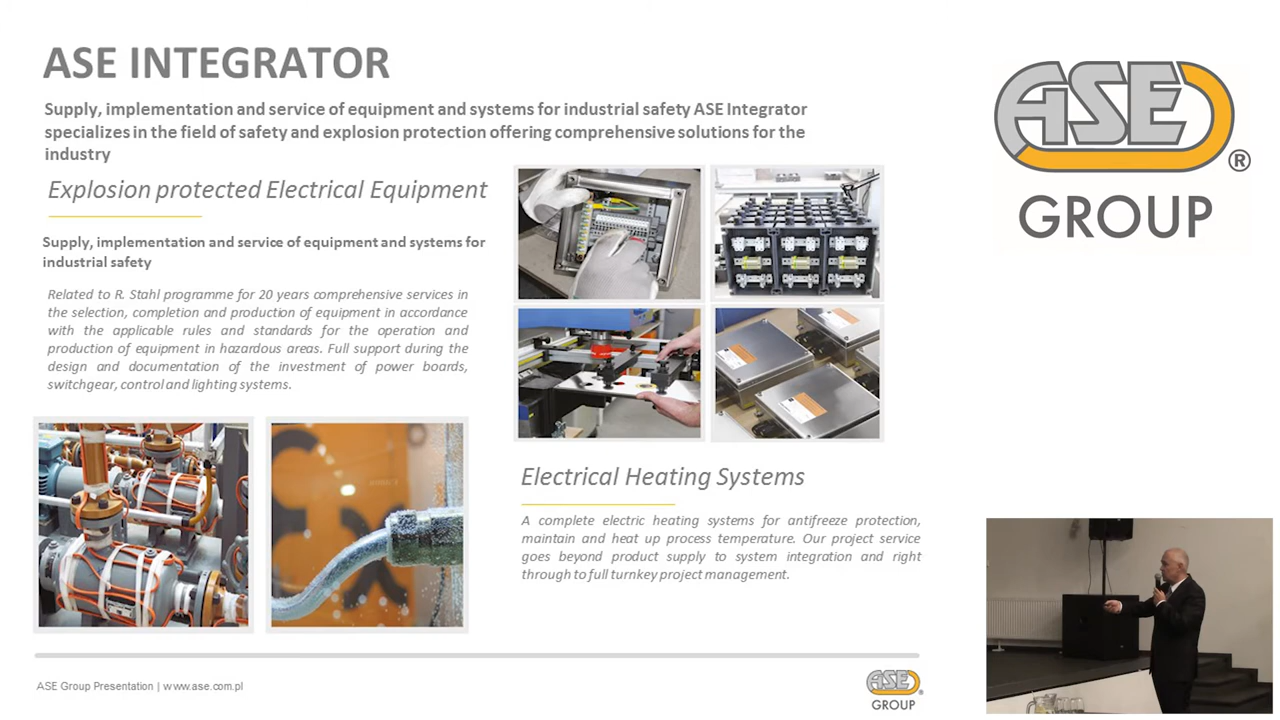 ASE INTEGRATOR
Supply, implementation and service of equipment and systems for industrial safety ASE Integrator
specializes in the field of safety and explosion protection offering comprehensive solutions for the
industry
Explosion protected Electrical Equipment
Supply, implementation and service of equipment and systems for
industrial safety
Related to R. Stahl programme for 20 years comprehensive services in
the selection, completion and production of equipment in accordance
with the applicable rules and standards for the operation and
production of equipment in hazardous areas. Full support during the
design and documentation of the investment of power boards,
switchgear, control and lighting systems.
Electrical Heating Systems
A complete electric heating systems for antifreeze protection,
maintain and heat up process temperature. Our project service
goes beyond product supply to system integration and right
through to full turnkey project management.
ASE Group Presentation | www.ase.com.pl
ASE
®
GROUP
ASE
®
GROUP